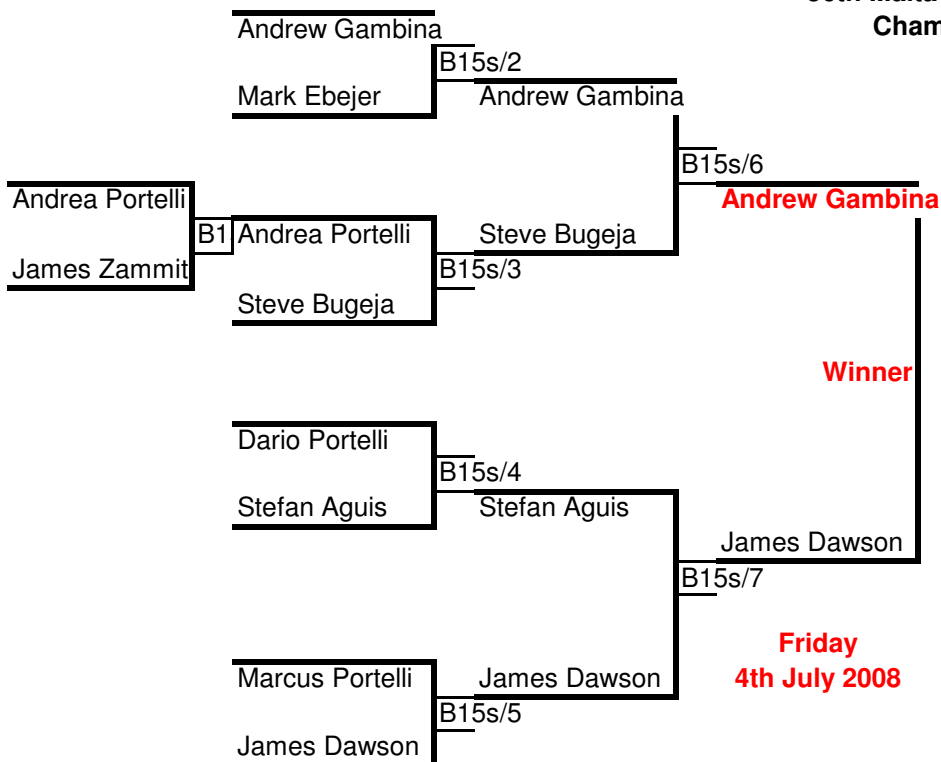 Cham
Andrew Gambina
B15s/2
Mark Ebejer
Andrew Gambina
B15s/6
Andrea Portelli
Andrew Gambina
B1
Andrea Portelli
Steve Bugeja
James Zammit
B15s/3
Steve Bugeja
Winner
Dario Portelli
B15s/4
Stefan Aguis
Stefan Aguis
James Dawson
B15s/7
Friday
4th July 2008
Marcus Portelli
James Dawson
B15s/5
James Dawson